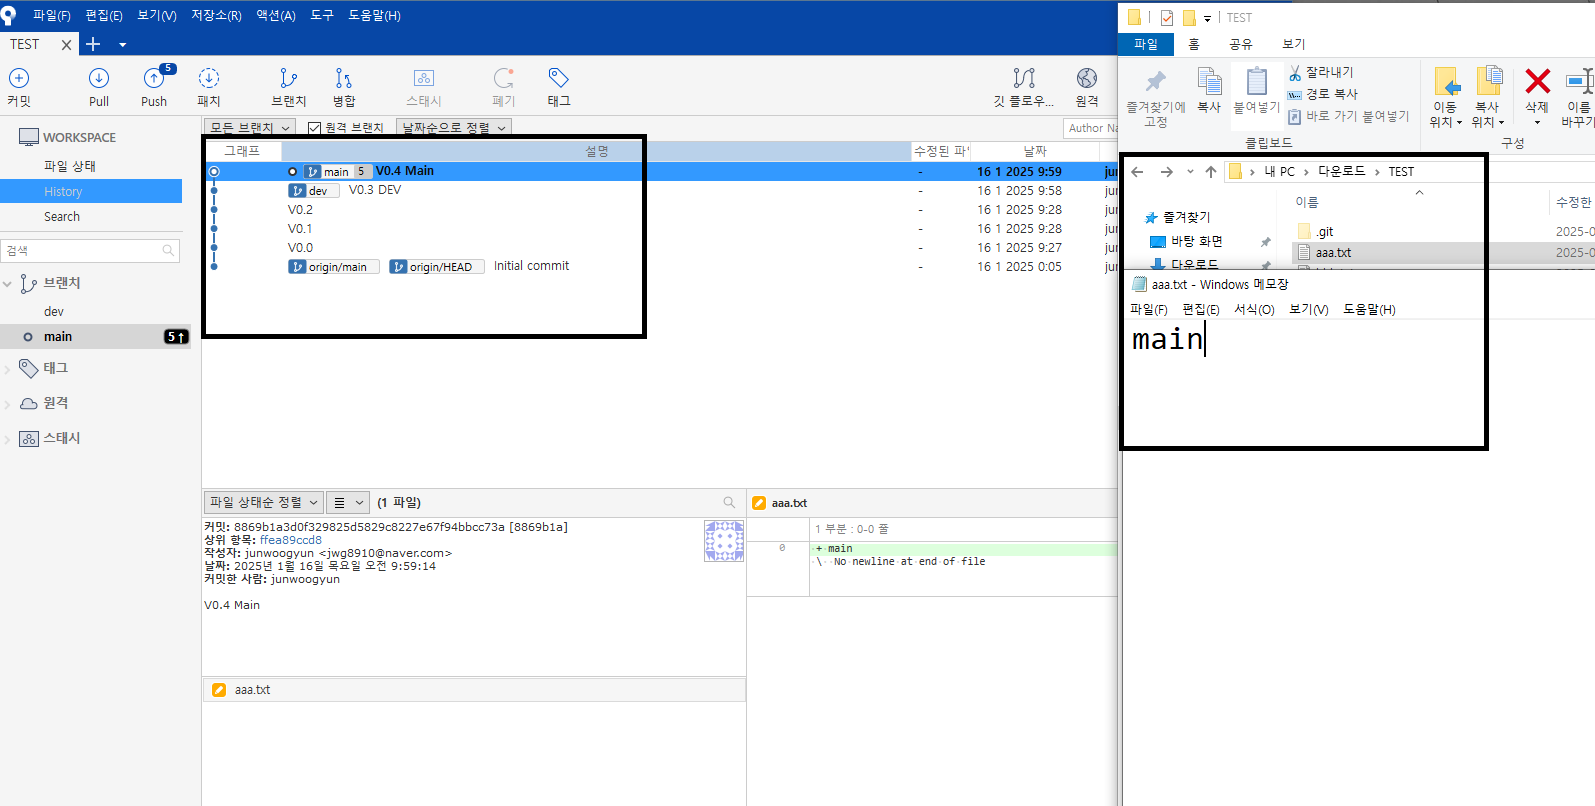 파일(F) 편집(E) 보기(V) 저장소(R) 액션(A) 도구 도움말(H)
TEST
커밋
Pull
5
Push
패치
브랜치
병합
스태시
폐기
태그
깃 플로우...
원격
WORKSPACE
파일 상태
History
Search
검색
브랜치
dev
main 5↑
태그
원격
스태시
모든 브랜치 원격 브랜치 날짜순으로 정렬
그래프 설명 수정된 날짜
main 5 V0.4 Main - 16 1 2025 9:59
dev V0.3 DEV - 16 1 2025 9:58
V0.2 - 16 1 2025 9:28
V0.1 - 16 1 2025 9:28
V0.0 - 16 1 2025 9:27
origin/main origin/HEAD Initial commit - 16 1 2025 0:05
파일 상태순 정렬 (1 파일)
커밋: 8869b1a3d0f329825d5829c8227e67f94bbcc73a [8869b1a]
상위 항목: ffea89ccd8
작성자: junwoogyun <jwg8910@naver.com>
날짜: 2025년 1월 16일 목요일 오전 9:59:14
커밋한 사람: junwoogyun
V0.4 Main
aaa.txt
aaa.txt
1 부분 : 0-0 줄
0 + main
\ No newline at end of file
TEST
파일 홈 공유 보기
즐겨찾기에
고정
복사
붙여넣기
잘라내기
경로 복사
바로 가기 붙여넣기
클립보드
이동
위치
복사
위치
삭제
이름
바꾸기
구성
내 PC > 다운로드 > TEST
즐겨찾기
바탕 화면
다운로드
이름 수정한
.git
aaa.txt
aaa.txt - Windows 메모장
파일(F) 편집(E) 서식(O) 보기(V) 도움말(H)
main